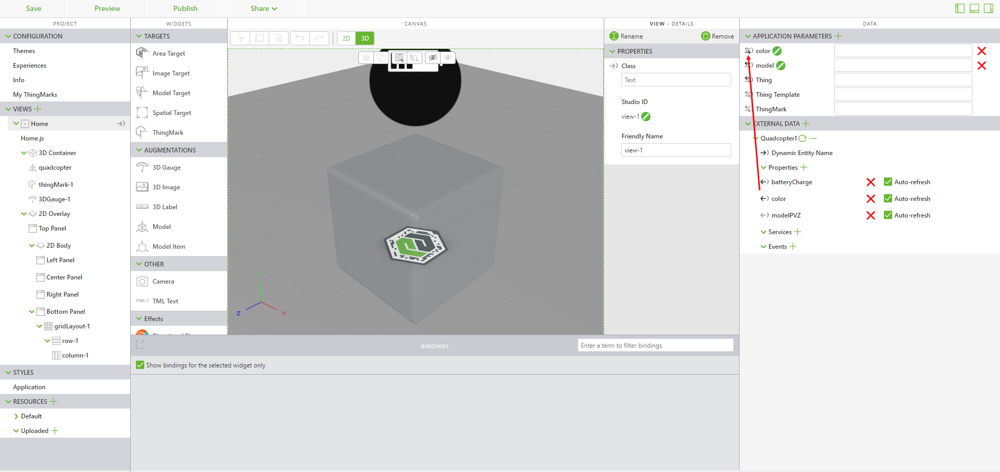 Save
Preview
Publish
Share
PROJECT
CONFIGURATION
Themes
Experiences
Info
My ThingMarks
VIEWS
Home
Home.js
3D Container
quadcopter
thingMark-1
3DGauge-1
2D Overlay
Top Panel
2D Body
Left Panel
Center Panel
Right Panel
Bottom Panel
gridLayout-1
row-1
column-1
STYLES
Application
RESOURCES
Default
Uploaded
WIDGETS
TARGETS
Area Target
Image Target
Model Target
Spatial Target
ThingMark
AUGMENTATIONS
3D Gauge
3D Image
3D Label
Model
Model Item
OTHER
Camera
<TML> TML Text
Effects
CANVAS
2D
3D
Z
X
VIEW - DETAILS
Rename
Remove
PROPERTIES
Class
Text
Studio ID
view-1
Friendly Name
view-1
BINDINGS
Enter a term to filter bindings
Show bindings for the selected widget only
DATA
APPLICATION PARAMETERS
color
model
Thing
Thing Template
ThingMark
EXTERNAL DATA
Quadcopter1
Dynamic Entity Name
Properties
batteryCharge
Auto-refresh
color
Auto-refresh
modelPVZ
Auto-refresh
Services
Events